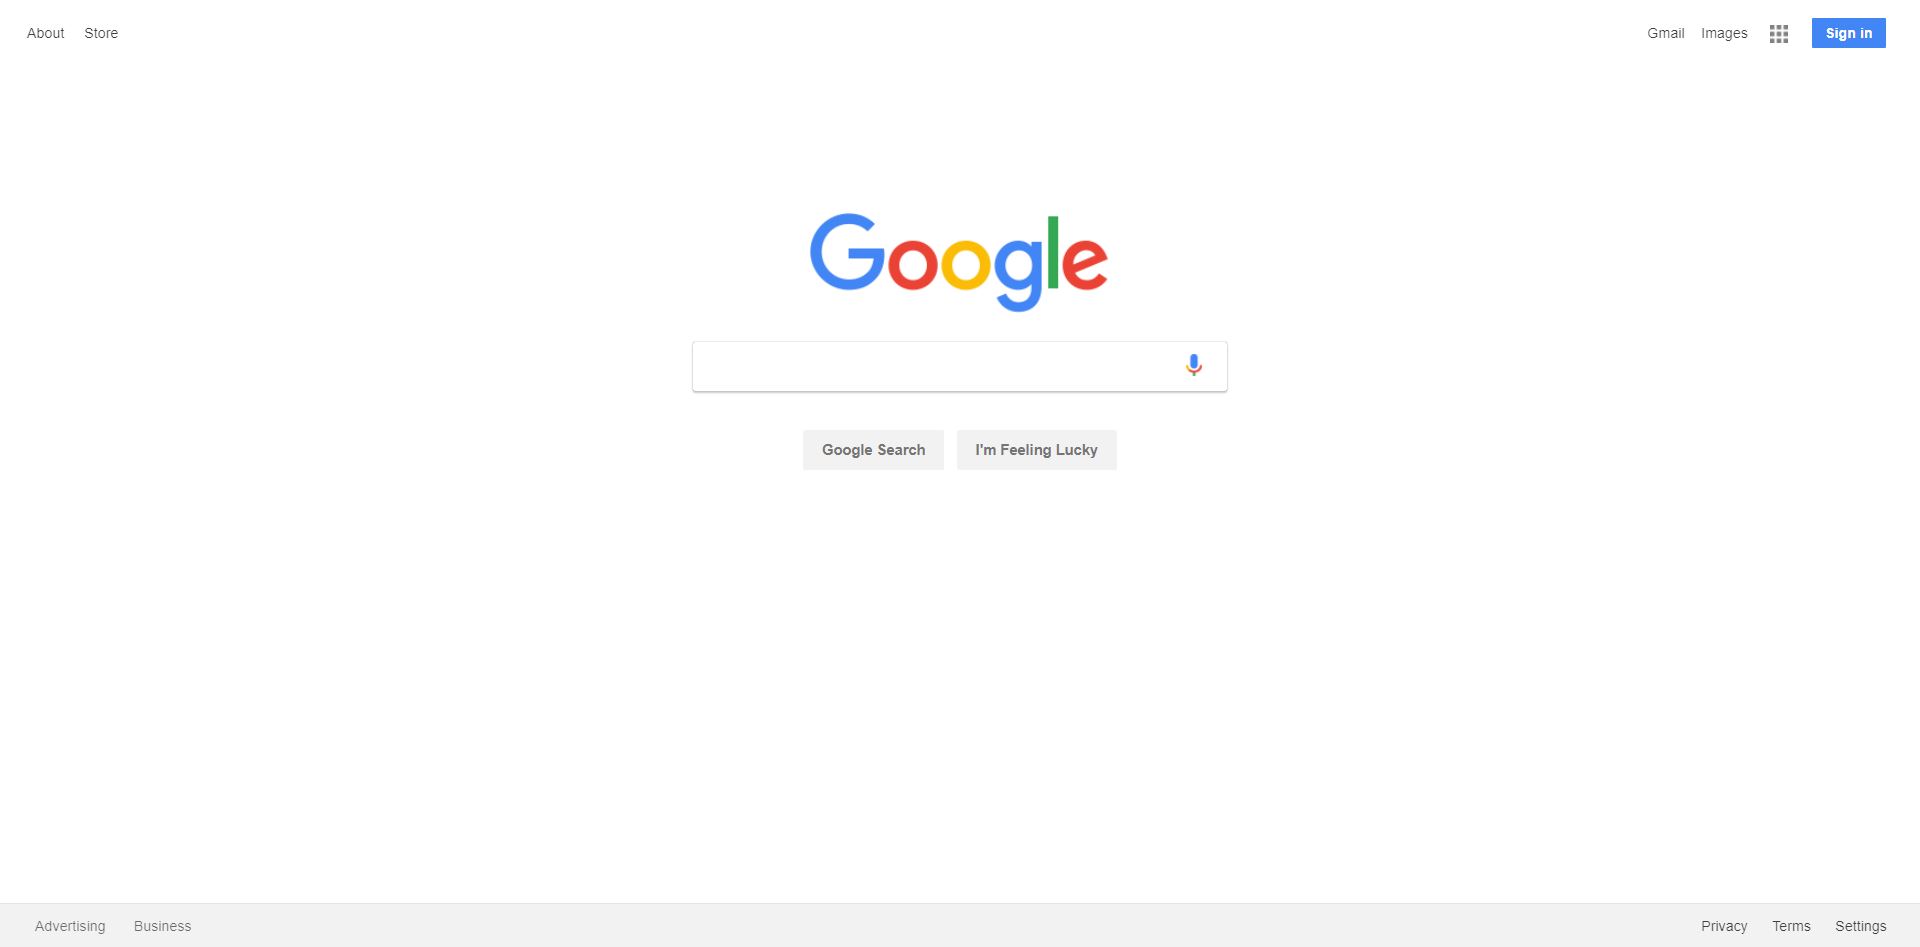 About Store Gmail Images Sign in
Google
Google Search I'm Feeling Lucky
Advertising Business Privacy Terms Settings